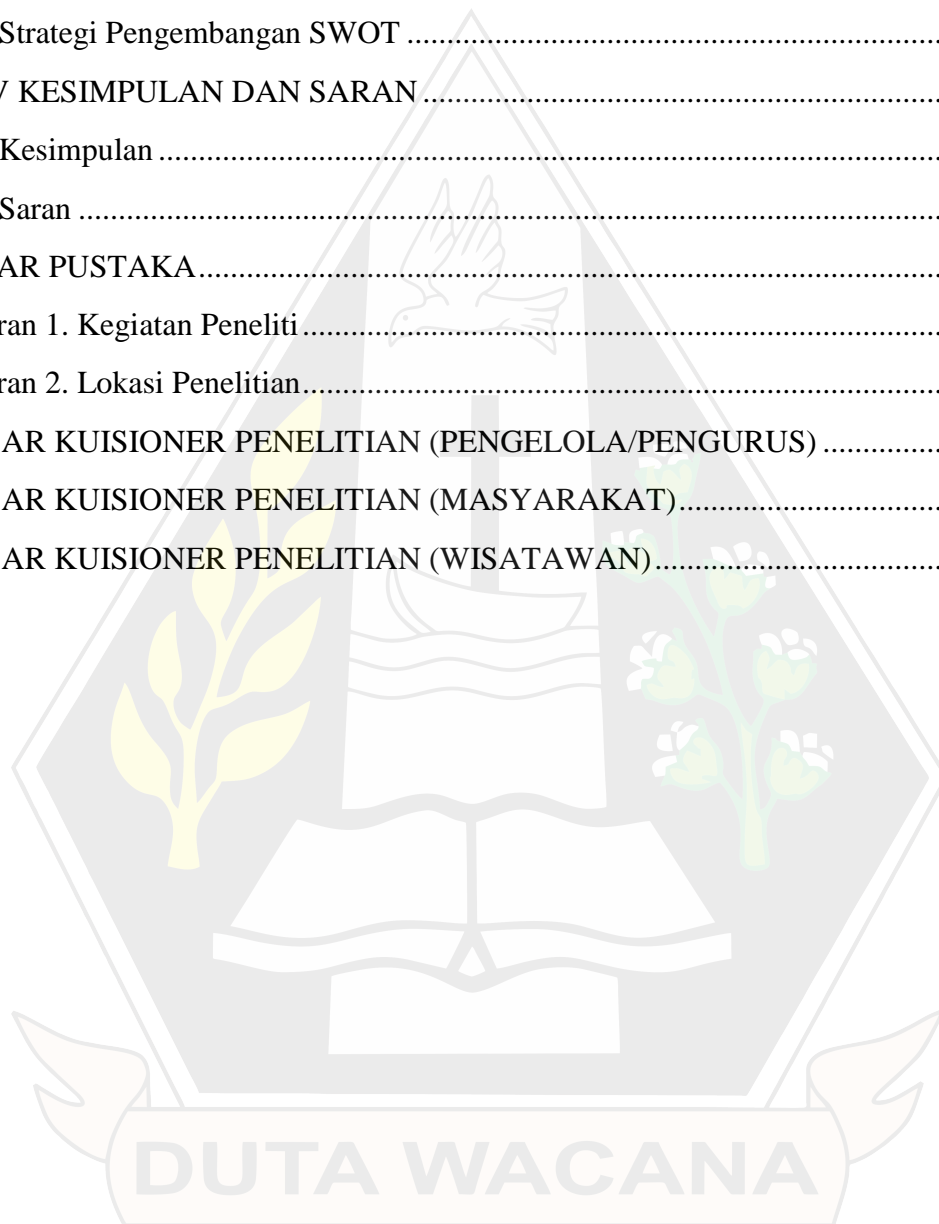 Strategi Pengembangan SWOT ................................................................
V KESIMPULAN DAN SARAN ................................................................
Kesimpulan ................................................................
Saran ................................................................
AR PUSTAKA ................................................................
ran 1. Kegiatan Peneliti ................................................................
ran 2. Lokasi Penelitian ................................................................
AR KUISIONER PENELITIAN (PENGELOLA/PENGURUS) ................
AR KUISIONER PENELITIAN (MASYARAKAT) ................................
AR KUISIONER PENELITIAN (WISATAWAN) ................................
DUTA WACANA